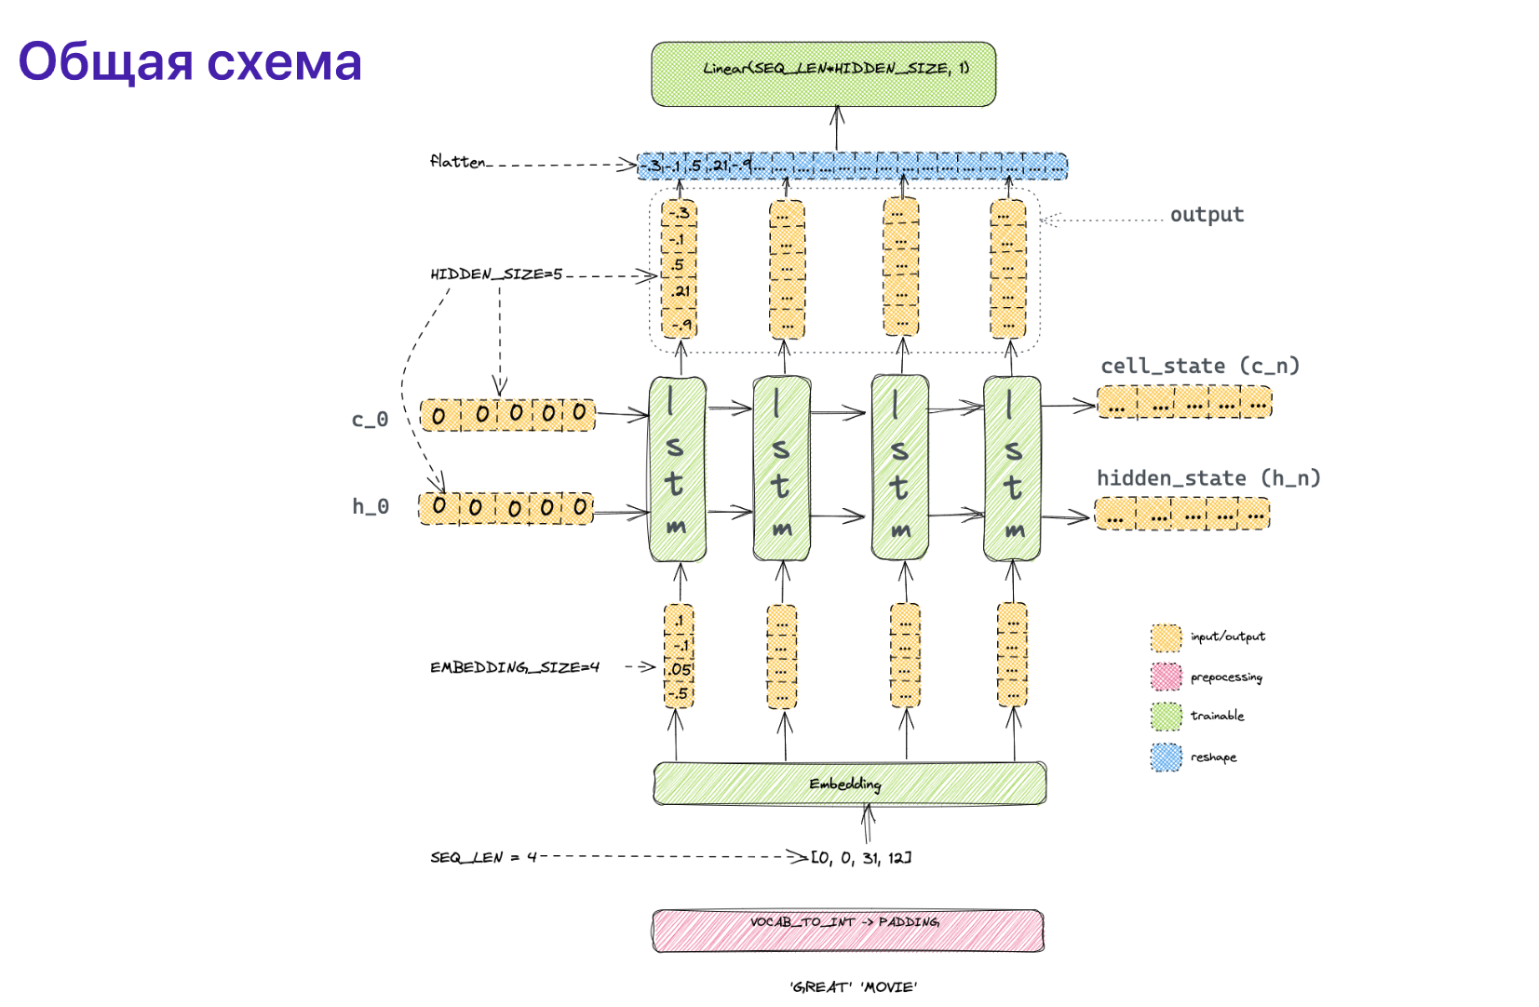 Общая схема
Linear(SEQ_LEN*HIDDEN_SIZE, 1)
flatten
-.3 -.1 .5 .21 -.9 ... ... ... ... ... ... ... ... ... ... ... ... ... ... ...
output
-.3 ... ... ...
-.1 ... ... ...
.5 ... ... ...
.21 ... ... ...
-.9 ... ... ...
HIDDEN_SIZE=5
cell_state (c_n)
c_0
0 0 0 0 0
l l l l
s s s s
t t t t
m m m m
... ... ... ... ...
hidden_state (h_n)
h_0
0 0 0 0 0
... ... ... ... ...
.1 ... ... ...
-.1 ... ... ...
.05 ... ... ...
-.5 ... ... ...
EMBEDDING_SIZE=4
input/output
prepocessing
trainable
reshape
Embedding
SEQ_LEN = 4
[0, 0, 31, 12]
VOCAB_TO_INT -> PADDING
'GREAT' 'MOVIE'